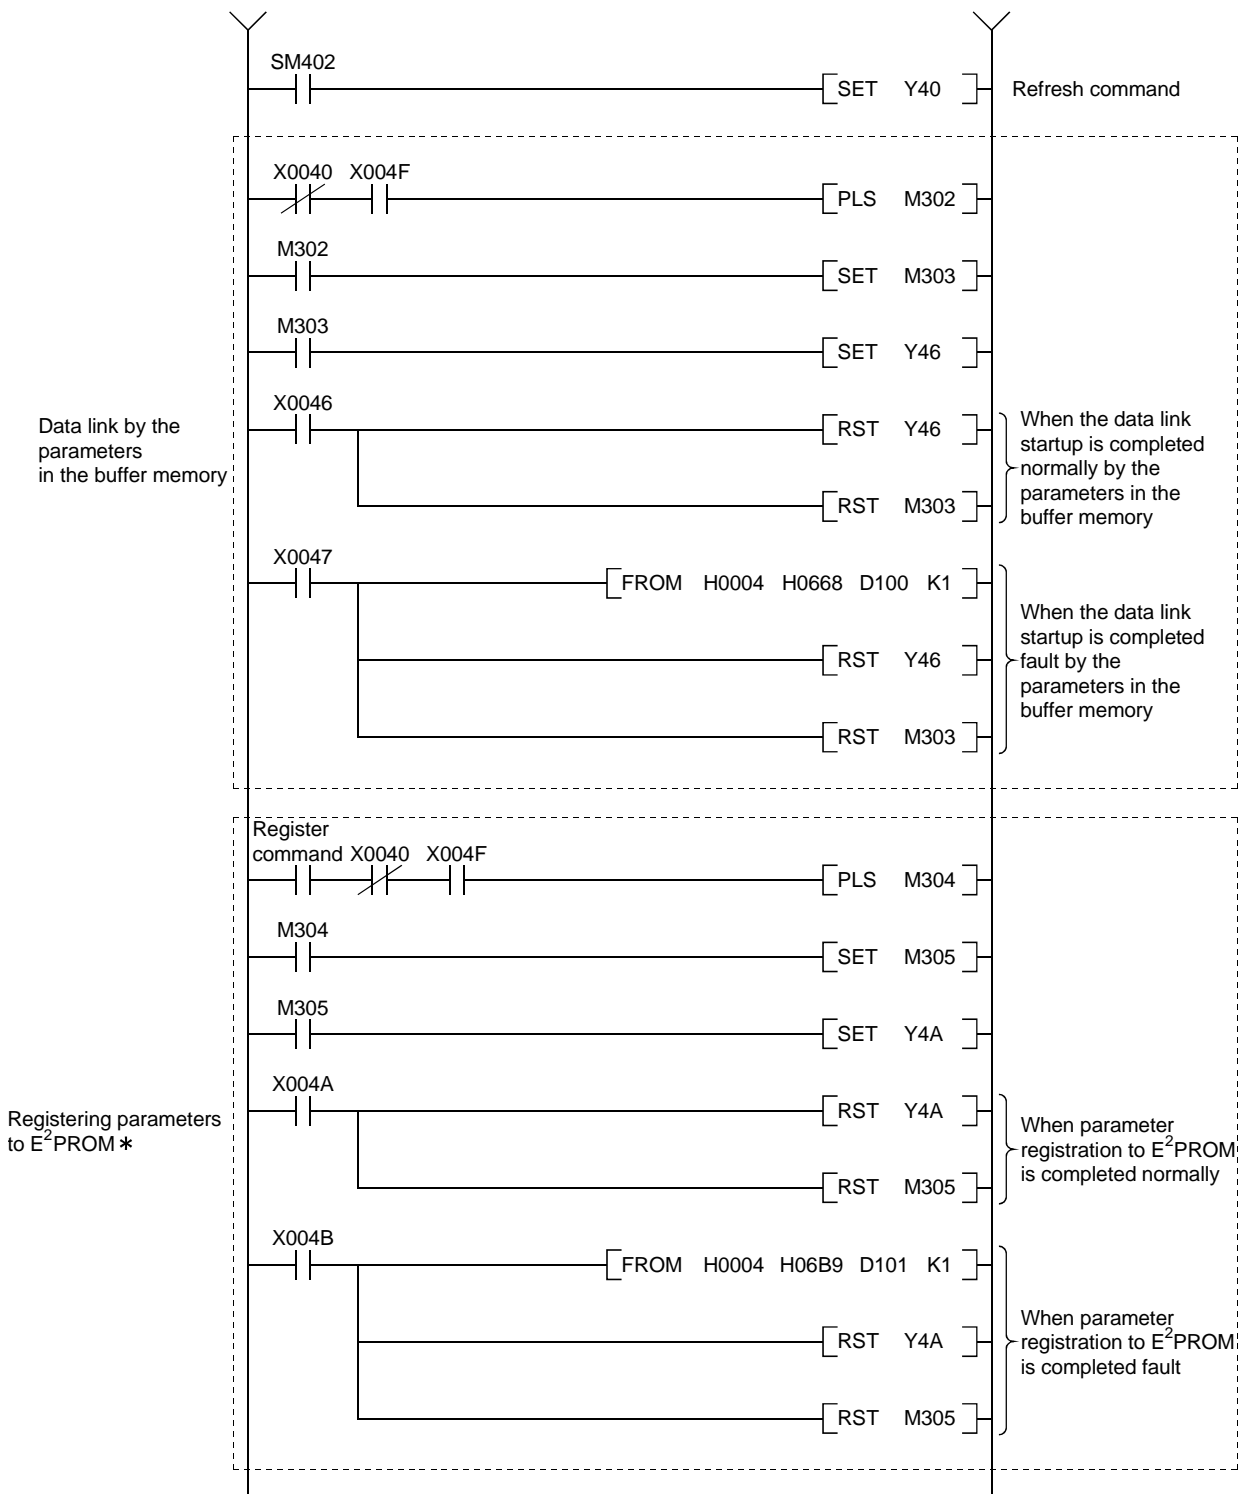 SM402
SET Y40 Refresh command
X0040 X004F
PLS M302
M302
SET M303
M303
SET Y46
X0046
RST Y46
RST M303
When the data link
startup is completed
normally by the
parameters in the
buffer memory
Data link by the
parameters
in the buffer memory
X0047
FROM H0004 H0668 D100 K1
RST Y46
RST M303
When the data link
startup is completed
fault by the
parameters in the
buffer memory
Register
command X0040 X004F
PLS M304
M304
SET M305
M305
SET Y4A
X004A
RST Y4A
RST M305
When parameter
registration to E²PROM
is completed normally
Registering parameters
to E²PROM＊
X004B
FROM H0004 H06B9 D101 K1
RST Y4A
RST M305
When parameter
registration to E²PROM
is completed fault